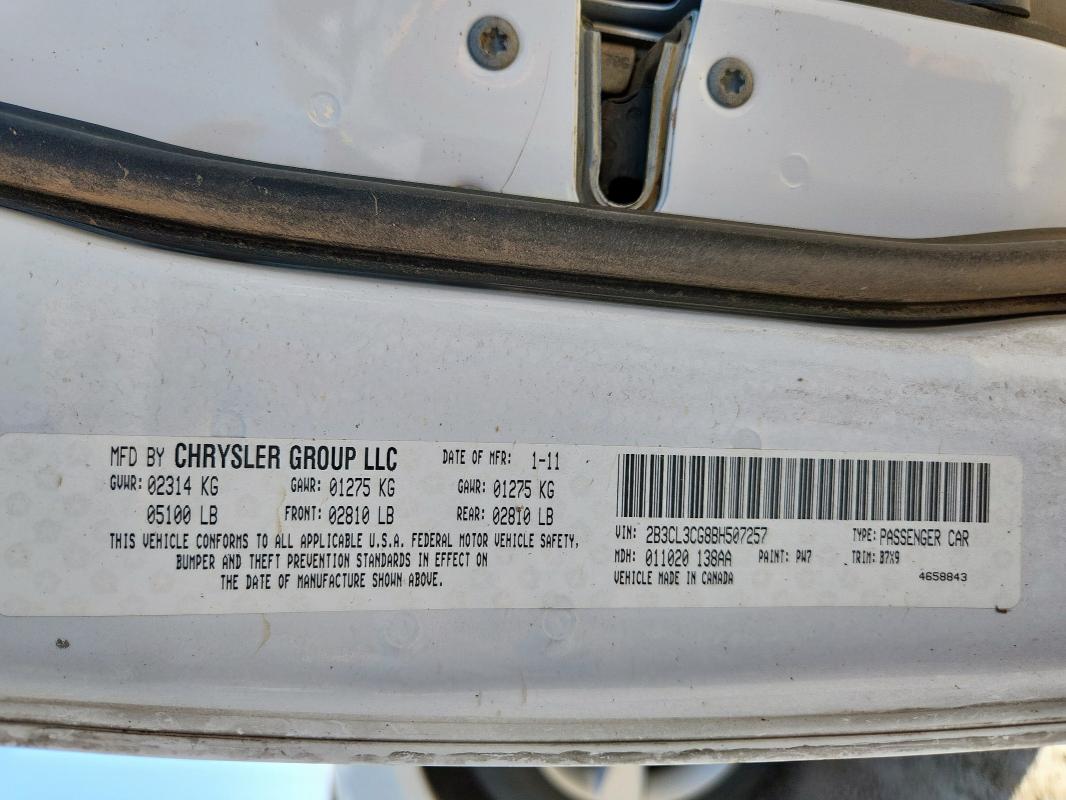 MFD BY CHRYSLER GROUP LLC DATE OF MFR: 1-11
GVWR: 02314 KG GAWR: 01275 KG GAWR: 01275 KG
05100 LB FRONT: 02810 LB REAR: 02810 LB
THIS VEHICLE CONFORMS TO ALL APPLICABLE U.S.A. FEDERAL MOTOR VEHICLE SAFETY,
BUMPER AND THEFT PREVENTION STANDARDS IN EFFECT ON
THE DATE OF MANUFACTURE SHOWN ABOVE.
VIN: 2B3CL3CG8BH507257 TYPE: PASSENGER CAR
MDH: 011020 138AA PAINT: PW7 TRIM: B7X9
VEHICLE MADE IN CANADA 4658843